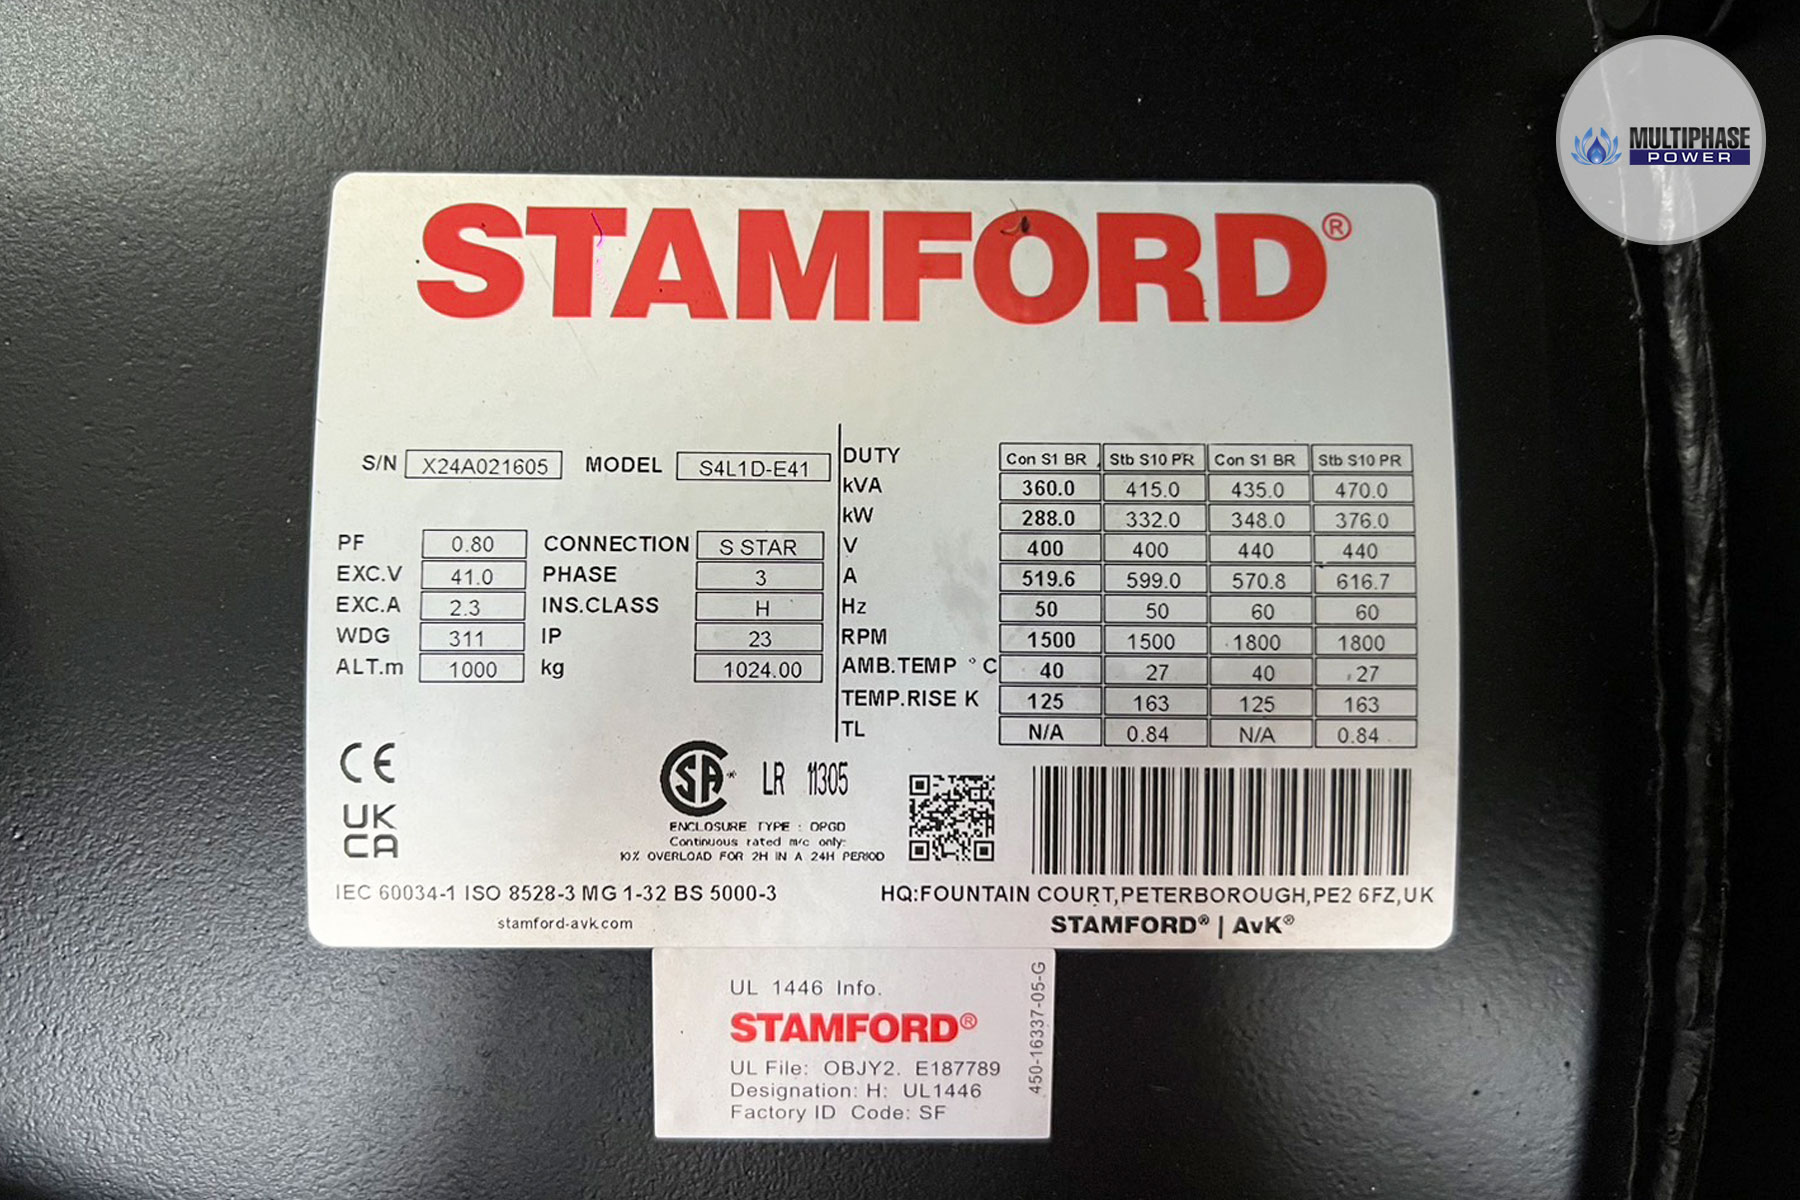 MULTIPHASE
POWER
STAMFORD®
S/N X24A021605 MODEL S4L1D-E41
PF 0.80 CONNECTION S STAR
EXC.V 41.0 PHASE 3
EXC.A 2.3 INS.CLASS H
WDG 311 IP 23
ALT.m 1000 kg 1024.00
DUTY Con S1 BR Stb S10 PR Con S1 BR Stb S10 PR
kVA 360.0 415.0 435.0 470.0
kW 288.0 332.0 348.0 376.0
V 400 400 440 440
A 519.6 599.0 570.8 616.7
Hz 50 50 60 60
RPM 1500 1500 1800 1800
AMB.TEMP °C 40 27 40 27
TEMP.RISE K 125 163 125 163
TL N/A 0.84 N/A 0.84
CE
UK
CA
SA LR 11305
ENCLOSURE TYPE : OPGD
Continuous rated m/c only:
10% OVERLOAD FOR 2H IN A 24H PERIOD
IEC 60034-1 ISO 8528-3 MG 1-32 BS 5000-3
stamford-avk.com
HQ:FOUNTAIN COURT,PETERBOROUGH,PE2 6FZ,UK
STAMFORD® | AvK®
UL 1446 Info.
STAMFORD®
UL File: OBJY2. E187789
Designation: H: UL1446
Factory ID Code: SF
450-16337-05-G